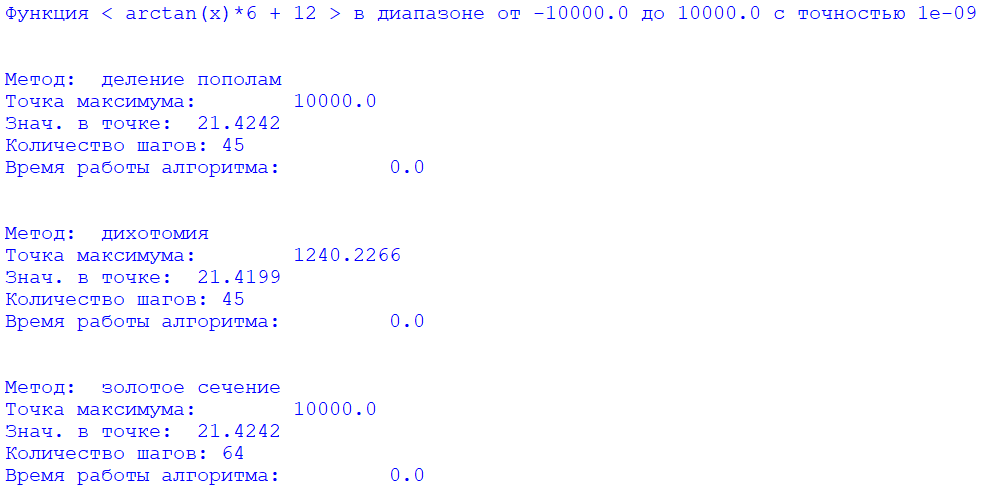 Функция < arctan(x)*6 + 12 > в диапазоне от -10000.0 до 10000.0 с точностью 1e-09
Метод:  деление пополам
Точка максимума:        10000.0
Знач. в точке:  21.4242
Количество шагов: 45
Время работы алгоритма:         0.0
Метод:  дихотомия
Точка максимума:        1240.2266
Знач. в точке:  21.4199
Количество шагов: 45
Время работы алгоритма:         0.0
Метод:  золотое сечение
Точка максимума:        10000.0
Знач. в точке:  21.4242
Количество шагов: 64
Время работы алгоритма:         0.0